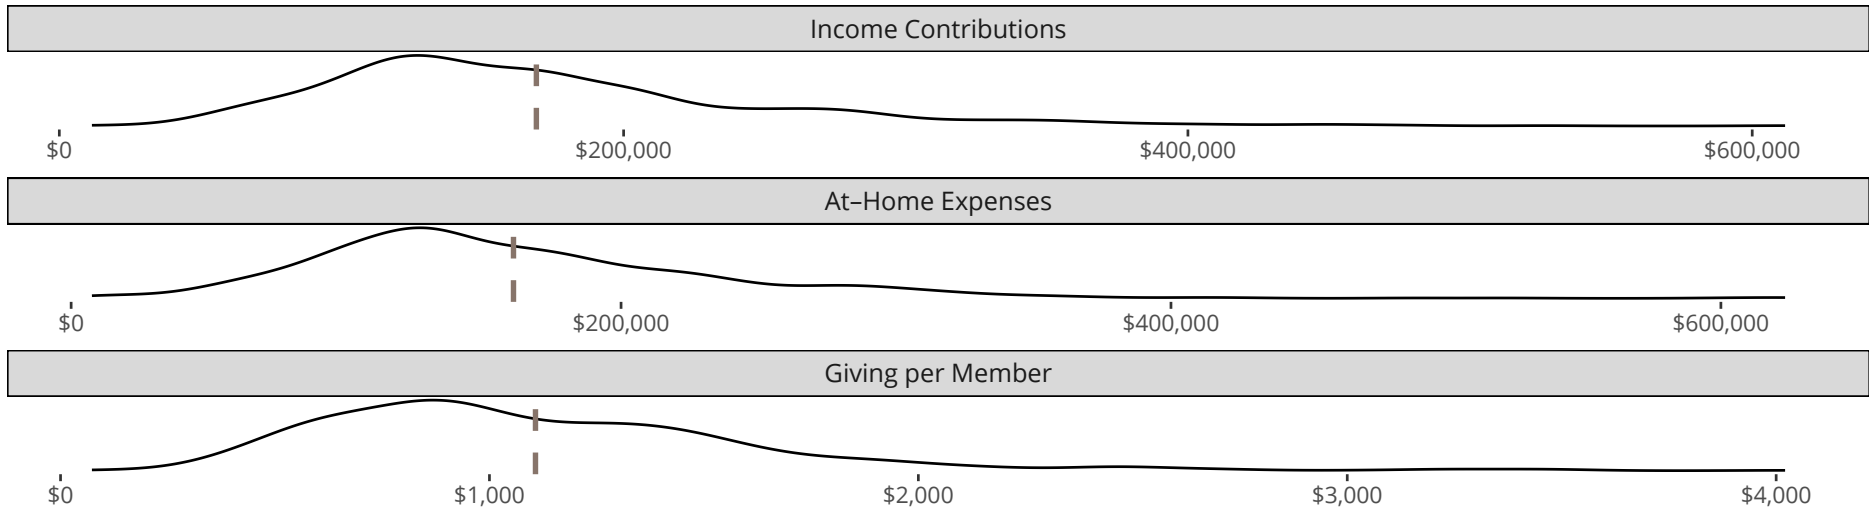 Income Contributions
$0 $200,000 $400,000 $600,000
At–Home Expenses
$0 $200,000 $400,000 $600,000
Giving per Member
$0 $1,000 $2,000 $3,000 $4,000